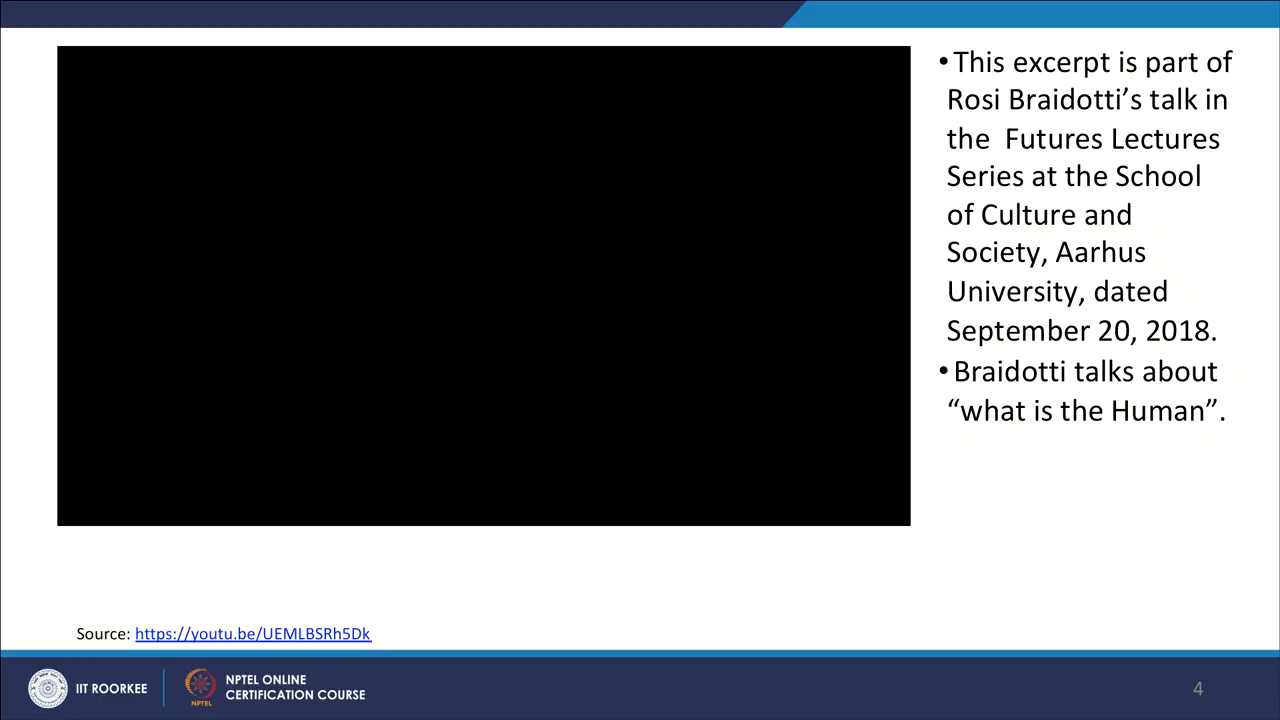 •This excerpt is part of
Rosi Braidotti’s talk in
the Futures Lectures
Series at the School
of Culture and
Society, Aarhus
University, dated
September 20, 2018.
•Braidotti talks about
“what is the Human”.
Source: https://youtu.be/UEMLBSRh5Dk
IIT ROORKEE
NPTEL
NPTEL ONLINE
CERTIFICATION COURSE
4